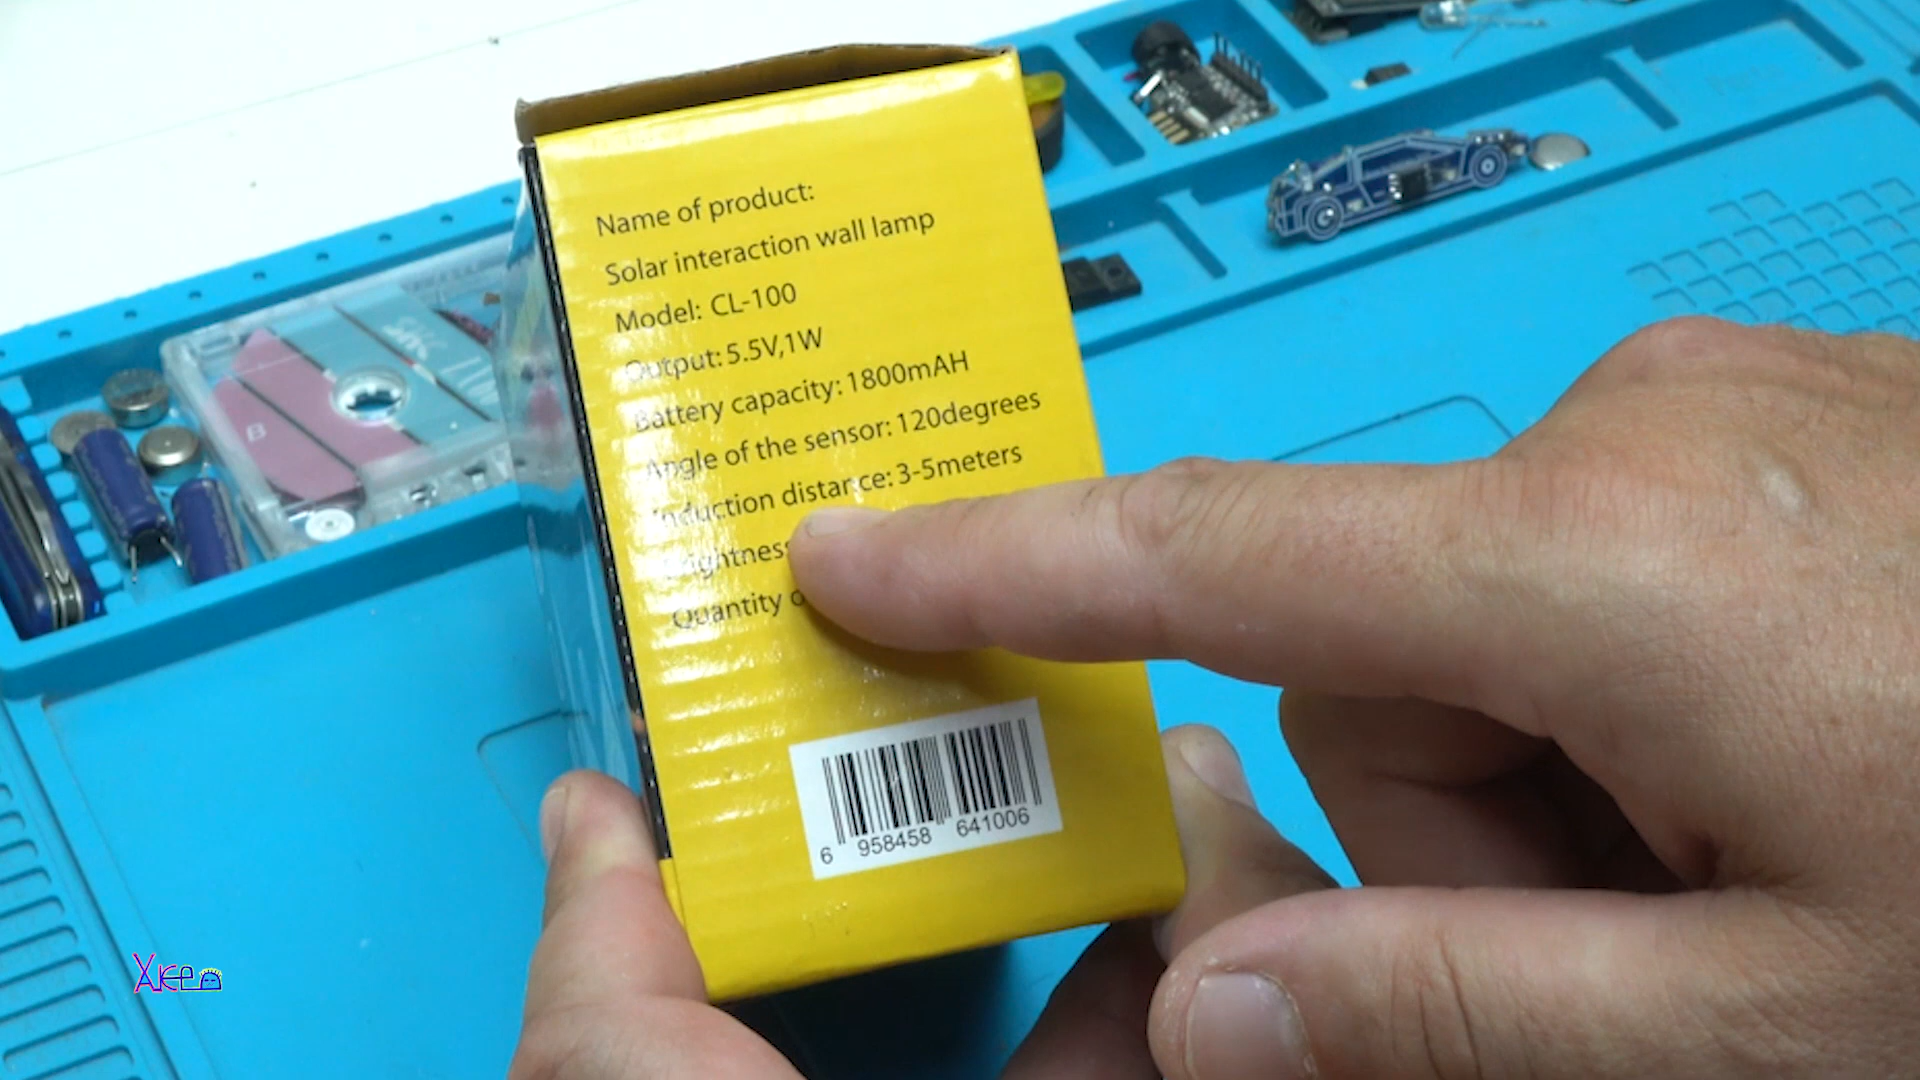 Name of product:
Solar interaction wall lamp
Model: CL-100
Output: 5.5V,1W
Battery capacity: 1800mAH
Angle of the sensor: 120degrees
Induction distance: 3-5meters
Brightness
Quantity
6 958458 641006
B